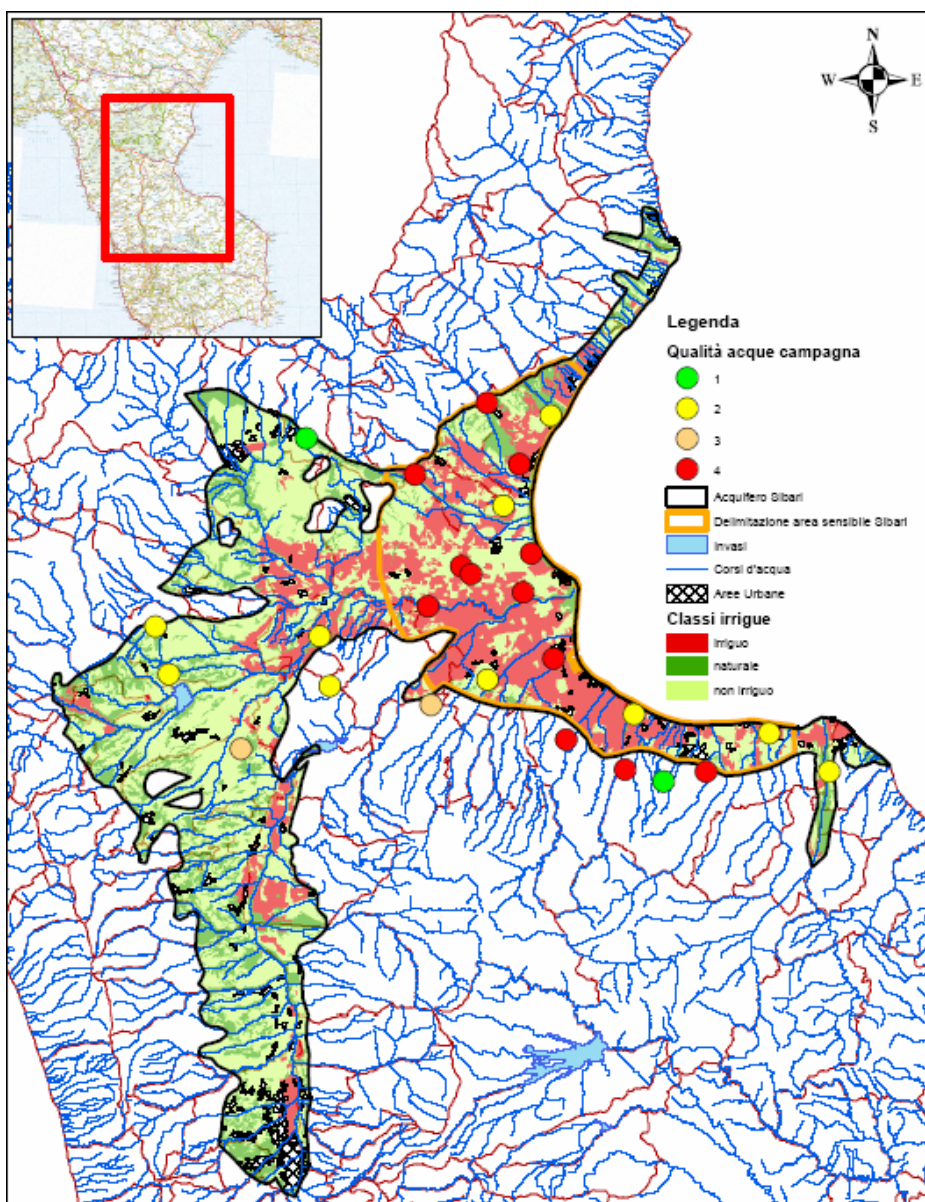 N
W E
S
Legenda
Qualità acque campagna
1
2
3
4
Acquifero Sibari
Delimitazione area sensibile Sibari
Invasi
Corsi d'acqua
Aree Urbane
Classi irrigue
irriguo
naturale
non irriguo